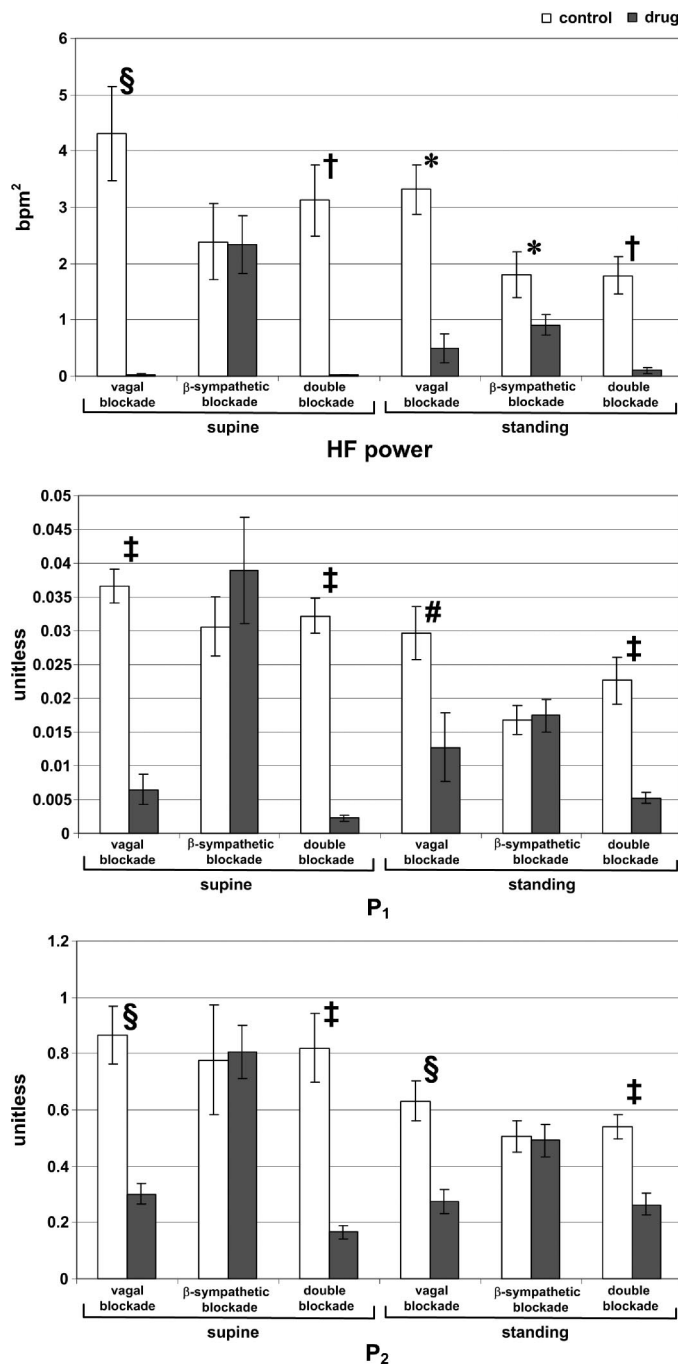 control drug
6
5
4
3
2
1
0
bpm²
§
†
*
*
†
vagal blockade
β-sympathetic blockade
double blockade
vagal blockade
β-sympathetic blockade
double blockade
supine standing
HF power
0.05
0.045
0.04
0.035
0.03
0.025
0.02
0.015
0.01
0.005
0
unitless
‡
‡
#
‡
vagal blockade
β-sympathetic blockade
double blockade
vagal blockade
β-sympathetic blockade
double blockade
supine standing
P₁
1.2
1
0.8
0.6
0.4
0.2
0
unitless
§
‡
§
‡
vagal blockade
β-sympathetic blockade
double blockade
vagal blockade
β-sympathetic blockade
double blockade
supine standing
P₂